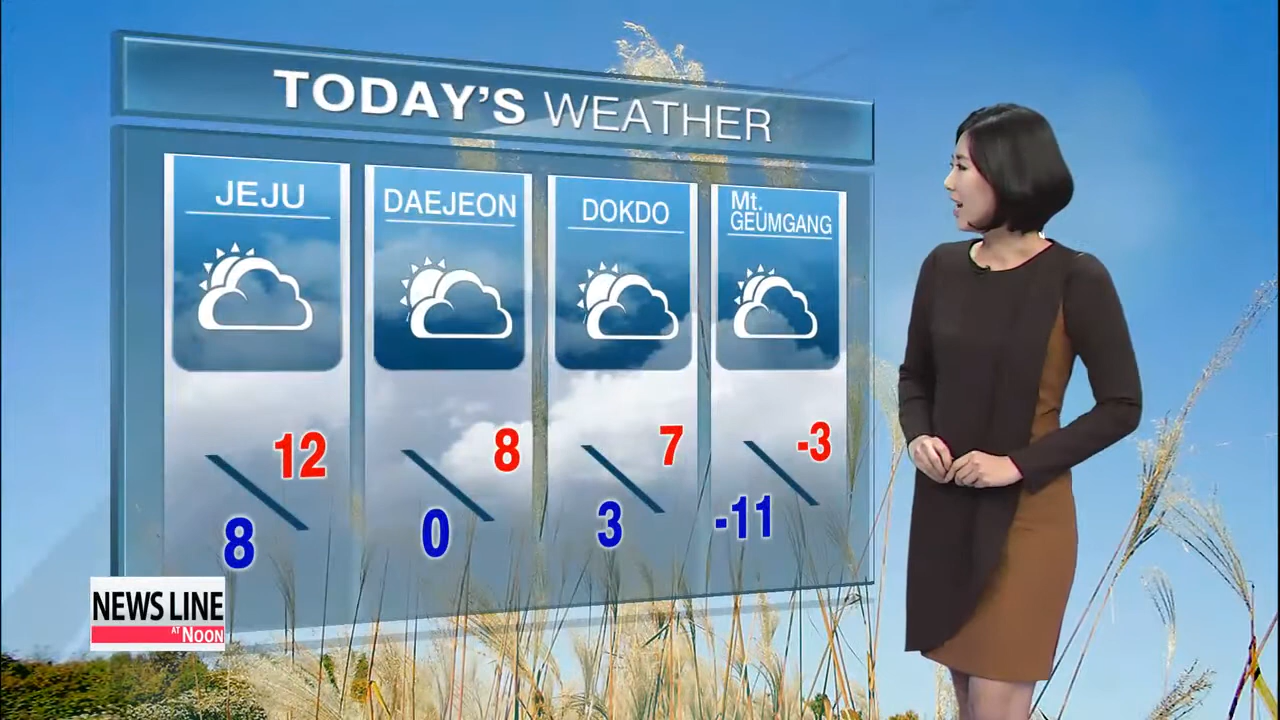 TODAY'S WEATHER
JEJU
12
8
DAEJEON
8
0
DOKDO
7
3
Mt.
GEUMGANG
-3
-11
NEWS LINE
AT NOON